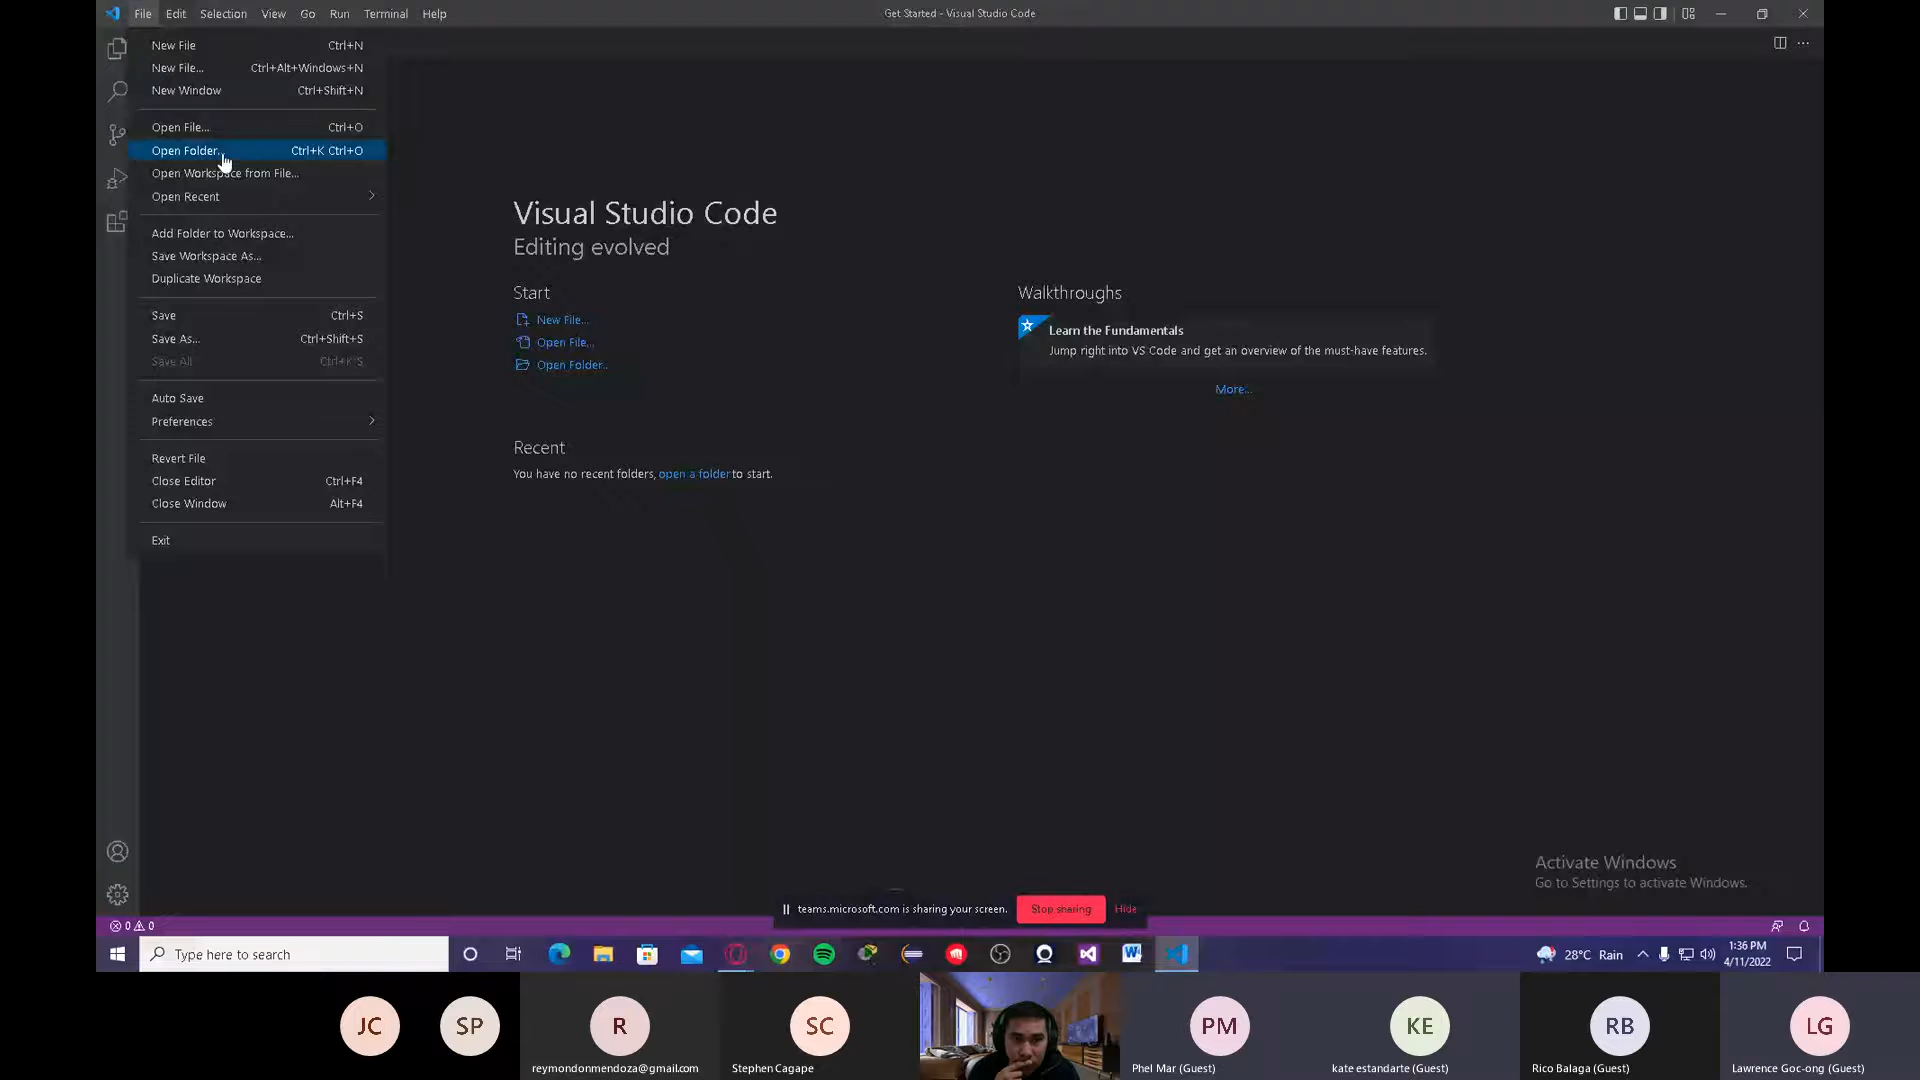 File Edit Selection View Go Run Terminal Help
Get Started - Visual Studio Code
New File Ctrl+N
New File... Ctrl+Alt+Windows+N
New Window Ctrl+Shift+N
Open File... Ctrl+O
Open Folder... Ctrl+K Ctrl+O
Open Workspace from File...
Open Recent
Add Folder to Workspace...
Save Workspace As...
Duplicate Workspace
Save Ctrl+S
Save As... Ctrl+Shift+S
Save All Ctrl+K S
Auto Save
Preferences
Revert File
Close Editor Ctrl+F4
Close Window Alt+F4
Exit
Visual Studio Code
Editing evolved
Start
New File...
Open File...
Open Folder...
Recent
You have no recent folders, open a folder to start.
Walkthroughs
Learn the Fundamentals
Jump right into VS Code and get an overview of the must-have features.
More...
Activate Windows
Go to Settings to activate Windows.
teams.microsoft.com is sharing your screen. Stop sharing Hide
0 0
Type here to search
28°C Rain
1:36 PM
4/11/2022
JC SP R SC PM KE RB LG
reymondonmendoza@gmail.com
Stephen Cagape
Phel Mar (Guest)
kate estandarte (Guest)
Rico Balaga (Guest)
Lawrence Goc-ong (Guest)